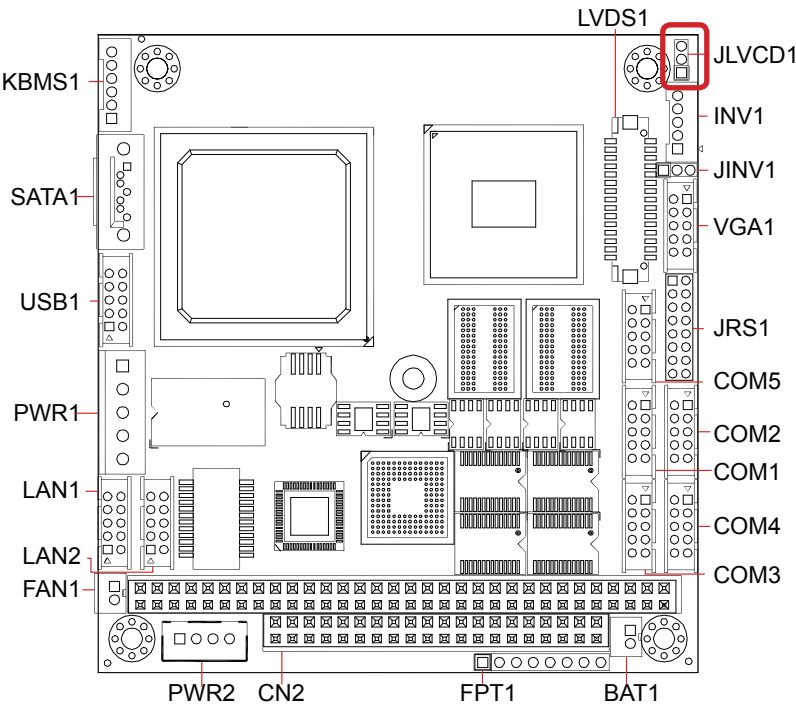 LVDS1
JLVCD1
KBMS1
INV1
JINV1
SATA1
VGA1
USB1
JRS1
COM5
PWR1
COM2
COM1
LAN1
COM4
LAN2
COM3
FAN1
PWR2
CN2
FPT1
BAT1